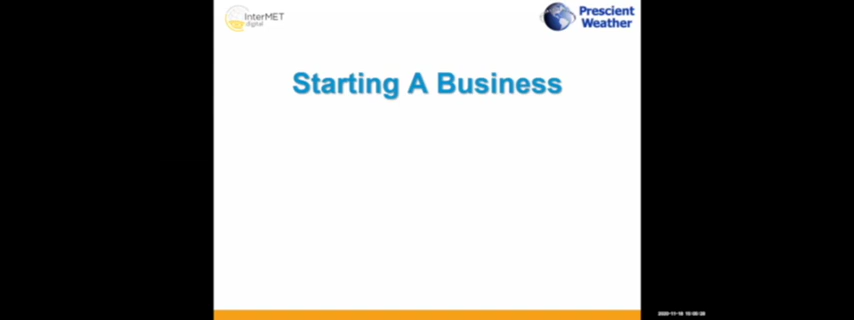 InterMET
digital
Prescient
Weather
Starting A Business